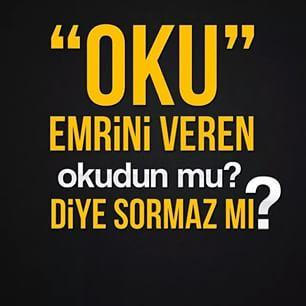 “OKU”
EMRİNİ VEREN
okudun mu?
DİYE SORMAZ MI?